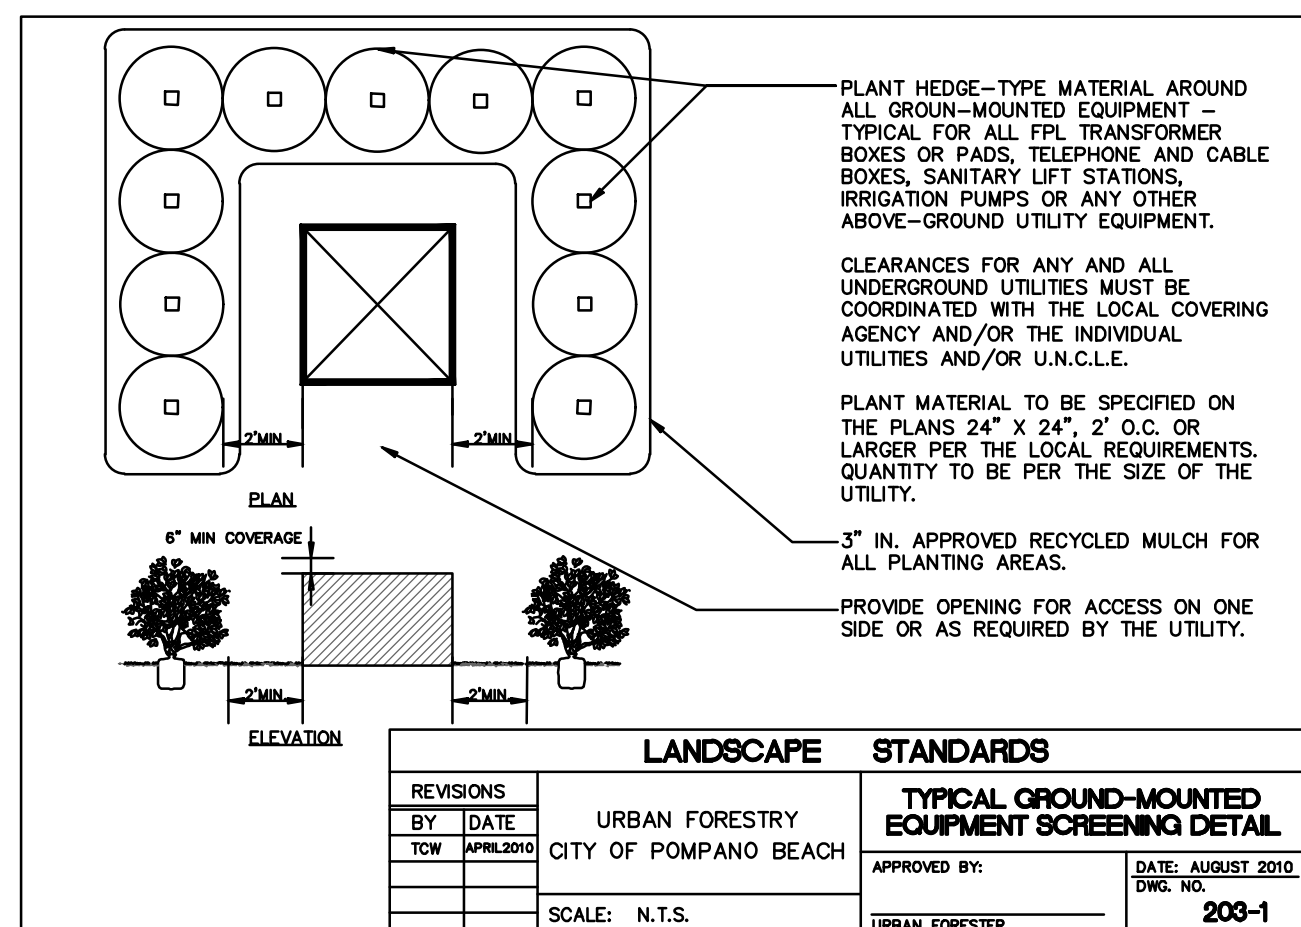 PLANT HEDGE-TYPE MATERIAL AROUND
ALL GROUN-MOUNTED EQUIPMENT -
TYPICAL FOR ALL FPL TRANSFORMER
BOXES OR PADS, TELEPHONE AND CABLE
BOXES, SANITARY LIFT STATIONS,
IRRIGATION PUMPS OR ANY OTHER
ABOVE-GROUND UTILITY EQUIPMENT.
CLEARANCES FOR ANY AND ALL
UNDERGROUND UTILITIES MUST BE
COORDINATED WITH THE LOCAL COVERING
AGENCY AND/OR THE INDIVIDUAL
UTILITIES AND/OR U.N.C.L.E.
PLANT MATERIAL TO BE SPECIFIED ON
THE PLANS 24" X 24", 2' O.C. OR
LARGER PER THE LOCAL REQUIREMENTS.
QUANTITY TO BE PER THE SIZE OF THE
UTILITY.
3" IN. APPROVED RECYCLED MULCH FOR
ALL PLANTING AREAS.
PROVIDE OPENING FOR ACCESS ON ONE
SIDE OR AS REQUIRED BY THE UTILITY.
2'MIN
2'MIN
PLAN
6" MIN COVERAGE
2'MIN
2'MIN
ELEVATION
LANDSCAPE STANDARDS
REVISIONS
BY DATE
TCW APRIL2010
URBAN FORESTRY
CITY OF POMPANO BEACH
SCALE: N.T.S.
TYPICAL GROUND-MOUNTED
EQUIPMENT SCREENING DETAIL
APPROVED BY:
URBAN FORESTER
DATE: AUGUST 2010
DWG. NO.
203-1